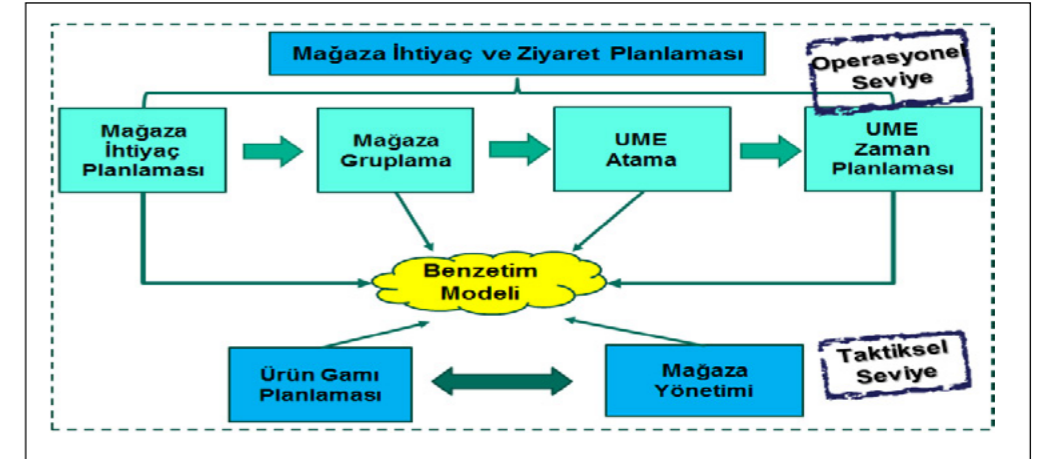 Mağaza İhtiyaç ve Ziyaret Planlaması
Operasyonel
Seviye
Mağaza
İhtiyaç
Planlaması
Mağaza
Gruplama
UME
Atama
UME
Zaman
Planlaması
Benzetim
Modeli
Ürün Gamı
Planlaması
Mağaza
Yönetimi
Taktiksel
Seviye